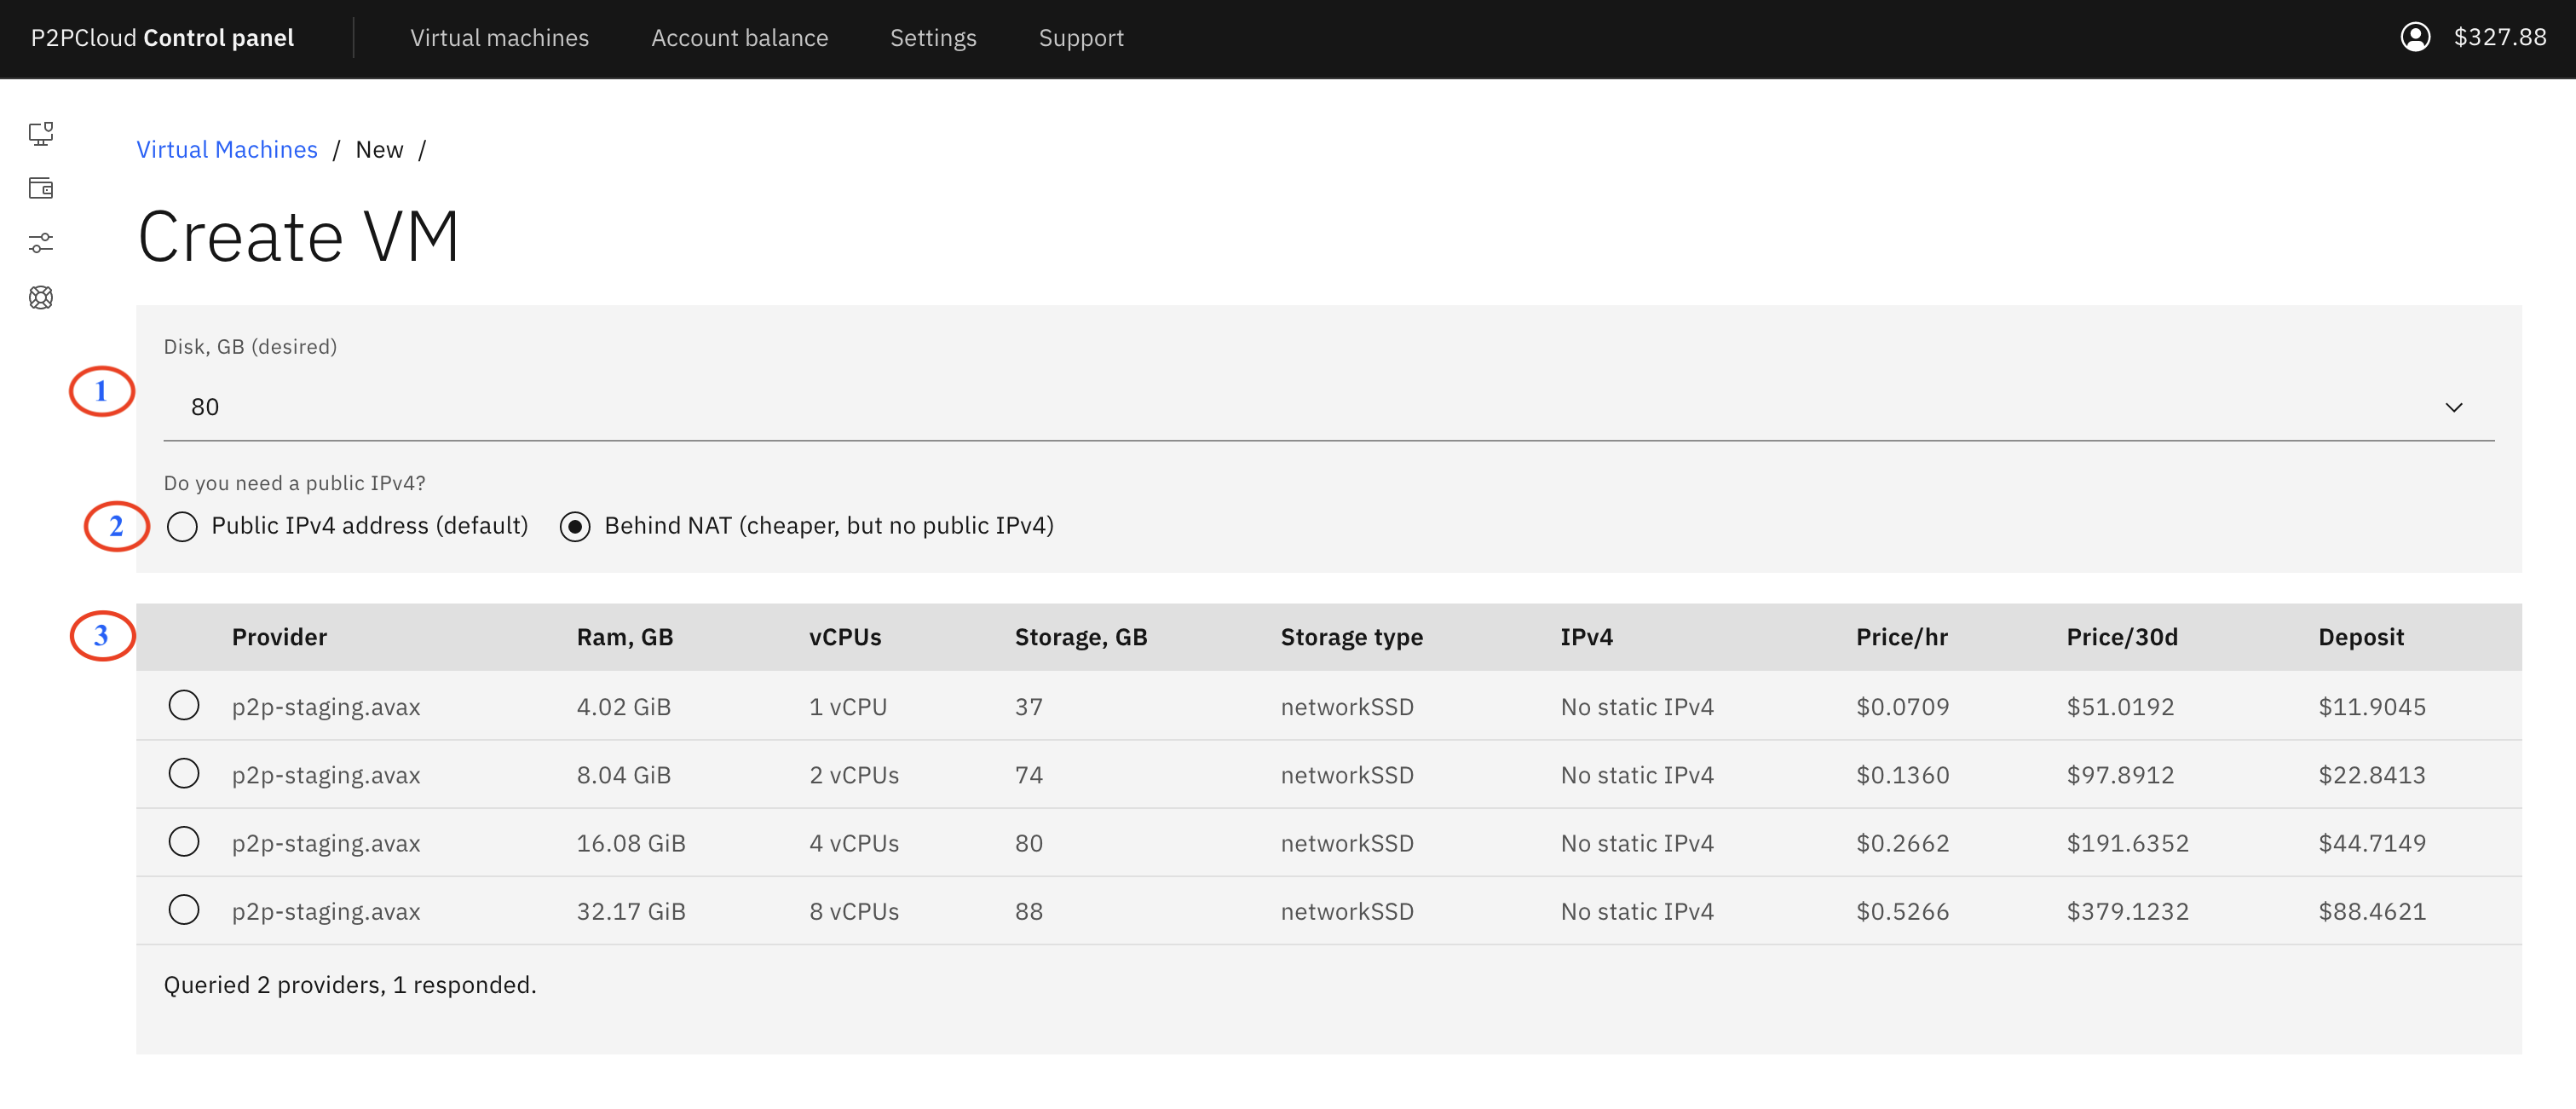 P2PCloud Control panel Virtual machines Account balance Settings Support $327.88
Virtual Machines / New /
Create VM
Disk, GB (desired)
1
80
Do you need a public IPv4?
2 Public IPv4 address (default) Behind NAT (cheaper, but no public IPv4)
3 Provider Ram, GB vCPUs Storage, GB Storage type IPv4 Price/hr Price/30d Deposit
p2p-staging.avax 4.02 GiB 1 vCPU 37 networkSSD No static IPv4 $0.0709 $51.0192 $11.9045
p2p-staging.avax 8.04 GiB 2 vCPUs 74 networkSSD No static IPv4 $0.1360 $97.8912 $22.8413
p2p-staging.avax 16.08 GiB 4 vCPUs 80 networkSSD No static IPv4 $0.2662 $191.6352 $44.7149
p2p-staging.avax 32.17 GiB 8 vCPUs 88 networkSSD No static IPv4 $0.5266 $379.1232 $88.4621
Queried 2 providers, 1 responded.